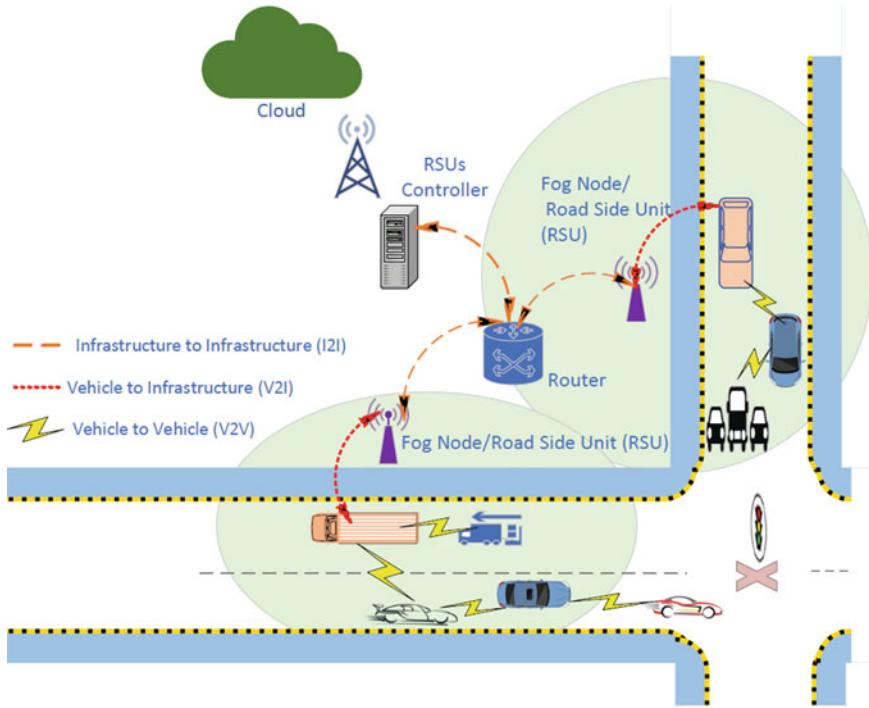 Cloud
RSUs
Controller
Fog Node/
Road Side Unit
(RSU)
Infrastructure to Infrastructure (I2I)
Router
Vehicle to Infrastructure (V2I)
Vehicle to Vehicle (V2V)
Fog Node/Road Side Unit (RSU)